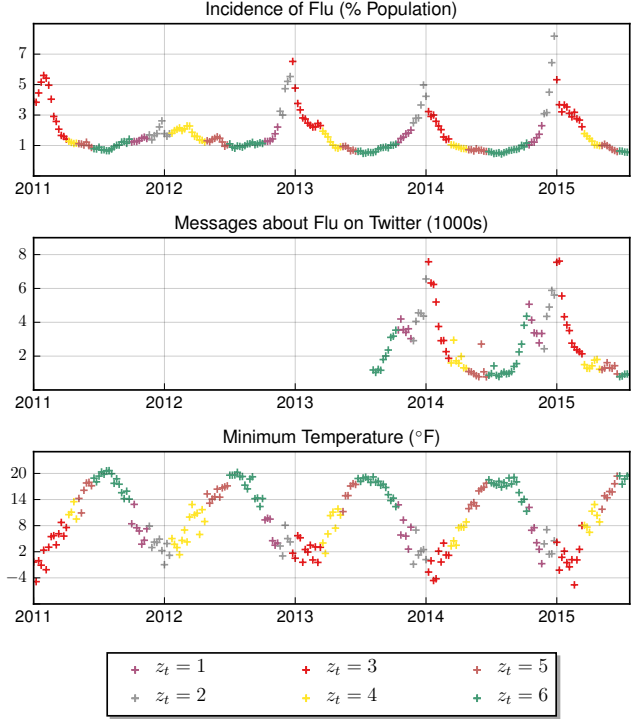 Incidence of Flu (% Population)
7
5
3
1
2011 2012 2013 2014 2015
Messages about Flu on Twitter (1000s)
8
6
4
2
2011 2012 2013 2014 2015
Minimum Temperature (°F)
20
14
8
2
−4
2011 2012 2013 2014 2015
z_t = 1 z_t = 3 z_t = 5
z_t = 2 z_t = 4 z_t = 6